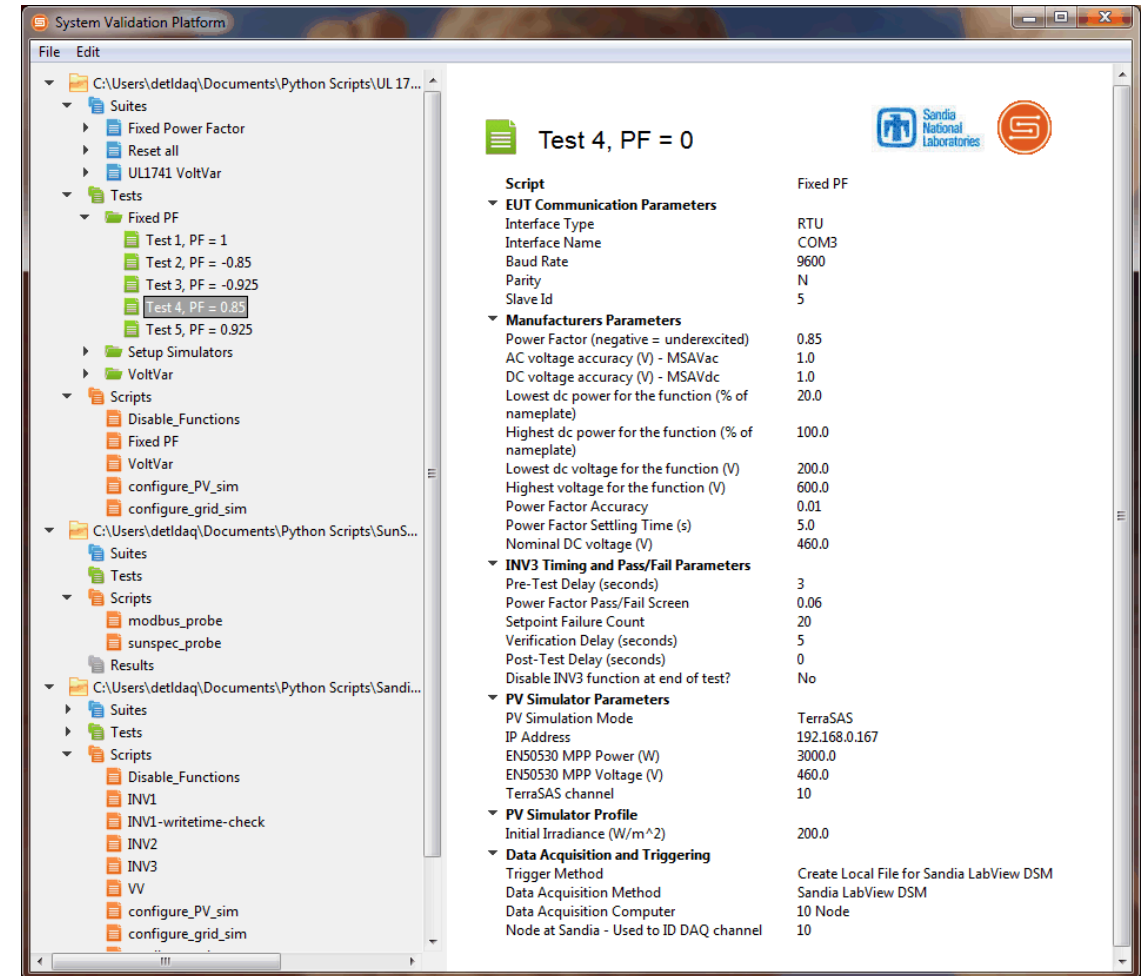 System Validation Platform
File Edit
C:\Users\detldaq\Documents\Python Scripts\UL 17...
Suites
Fixed Power Factor
Reset all
UL1741 VoltVar
Tests
Fixed PF
Test 1, PF = 1
Test 2, PF = -0.85
Test 3, PF = -0.925
Test 4, PF = 0.85
Test 5, PF = 0.925
Setup Simulators
VoltVar
Scripts
Disable_Functions
Fixed PF
VoltVar
configure_PV_sim
configure_grid_sim
C:\Users\detldaq\Documents\Python Scripts\SunS...
Suites
Tests
Scripts
modbus_probe
sunspec_probe
Results
C:\Users\detldaq\Documents\Python Scripts\Sandi...
Suites
Tests
Scripts
Disable_Functions
INV1
INV1-writetime-check
INV2
INV3
VV
configure_PV_sim
configure_grid_sim
Test 4, PF = 0
Sandia
National
Laboratories
Script Fixed PF
EUT Communication Parameters
Interface Type RTU
Interface Name COM3
Baud Rate 9600
Parity N
Slave Id 5
Manufacturers Parameters
Power Factor (negative = underexcited) 0.85
AC voltage accuracy (V) - MSAVac 1.0
DC voltage accuracy (V) - MSAVdc 1.0
Lowest dc power for the function (% of 20.0
nameplate)
Highest dc power for the function (% of 100.0
nameplate)
Lowest dc voltage for the function (V) 200.0
Highest voltage for the function (V) 600.0
Power Factor Accuracy 0.01
Power Factor Settling Time (s) 5.0
Nominal DC voltage (V) 460.0
INV3 Timing and Pass/Fail Parameters
Pre-Test Delay (seconds) 3
Power Factor Pass/Fail Screen 0.06
Setpoint Failure Count 20
Verification Delay (seconds) 5
Post-Test Delay (seconds) 0
Disable INV3 function at end of test? No
PV Simulator Parameters
PV Simulation Mode TerraSAS
IP Address 192.168.0.167
EN50530 MPP Power (W) 3000.0
EN50530 MPP Voltage (V) 460.0
TerraSAS channel 10
PV Simulator Profile
Initial Irradiance (W/m^2) 200.0
Data Acquisition and Triggering
Trigger Method Create Local File for Sandia LabView DSM
Data Acquisition Method Sandia LabView DSM
Data Acquisition Computer 10 Node
Node at Sandia - Used to ID DAQ channel 10